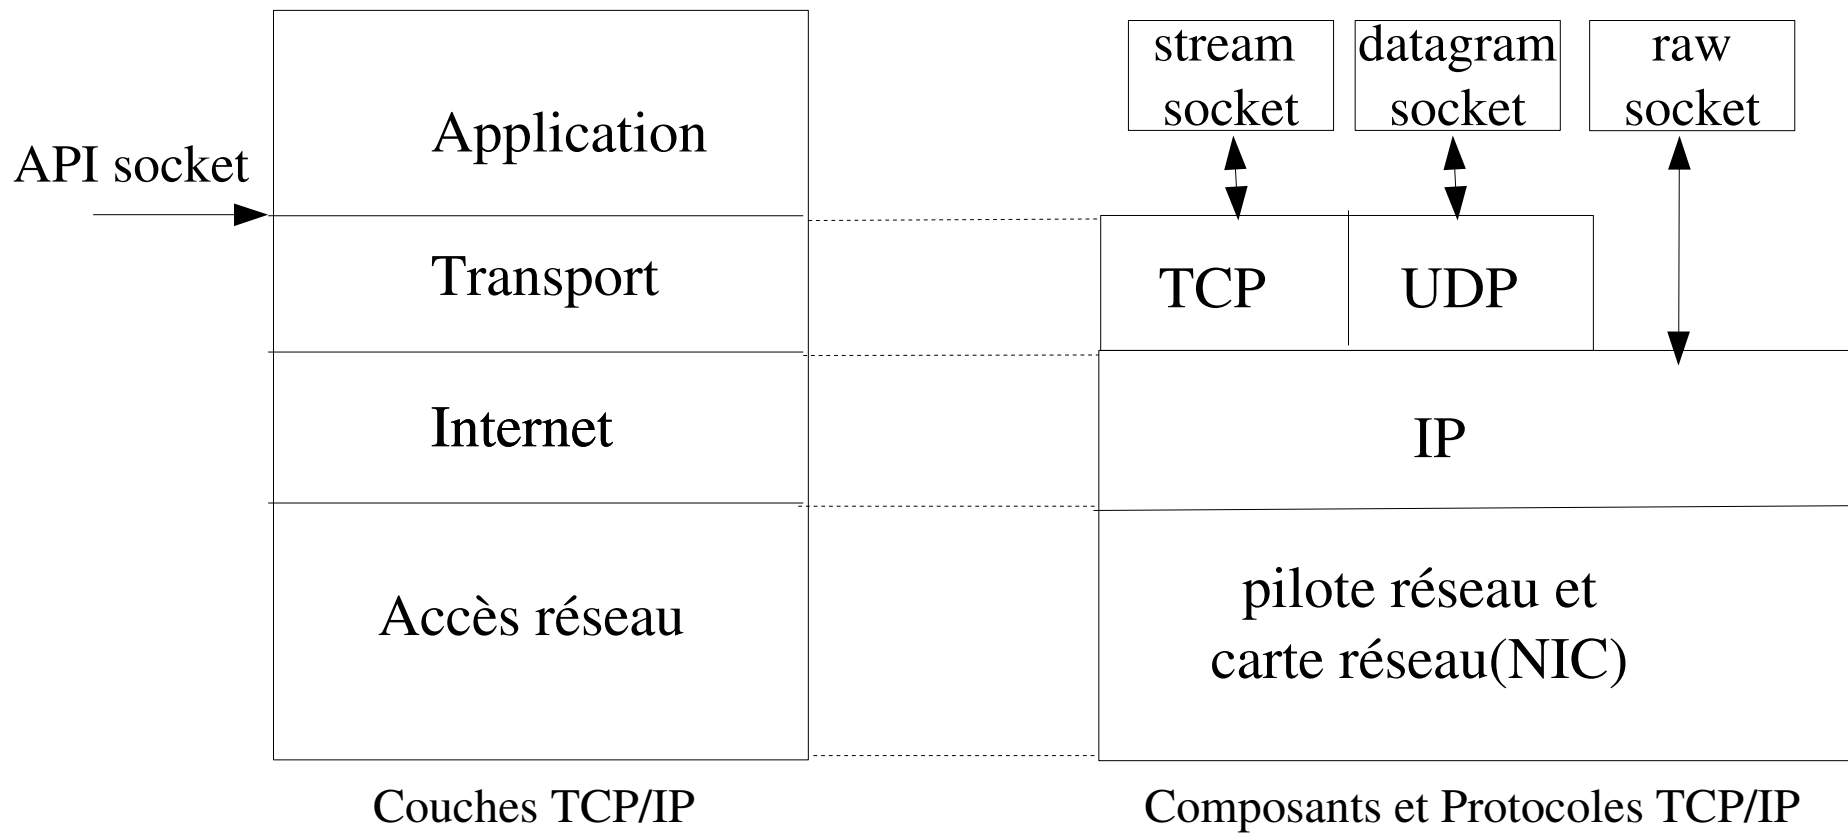 API socket
Application
Transport
Internet
Accès réseau
Couches TCP/IP
stream
socket
datagram
socket
raw
socket
TCP
UDP
IP
pilote réseau et
carte réseau(NIC)
Composants et Protocoles TCP/IP